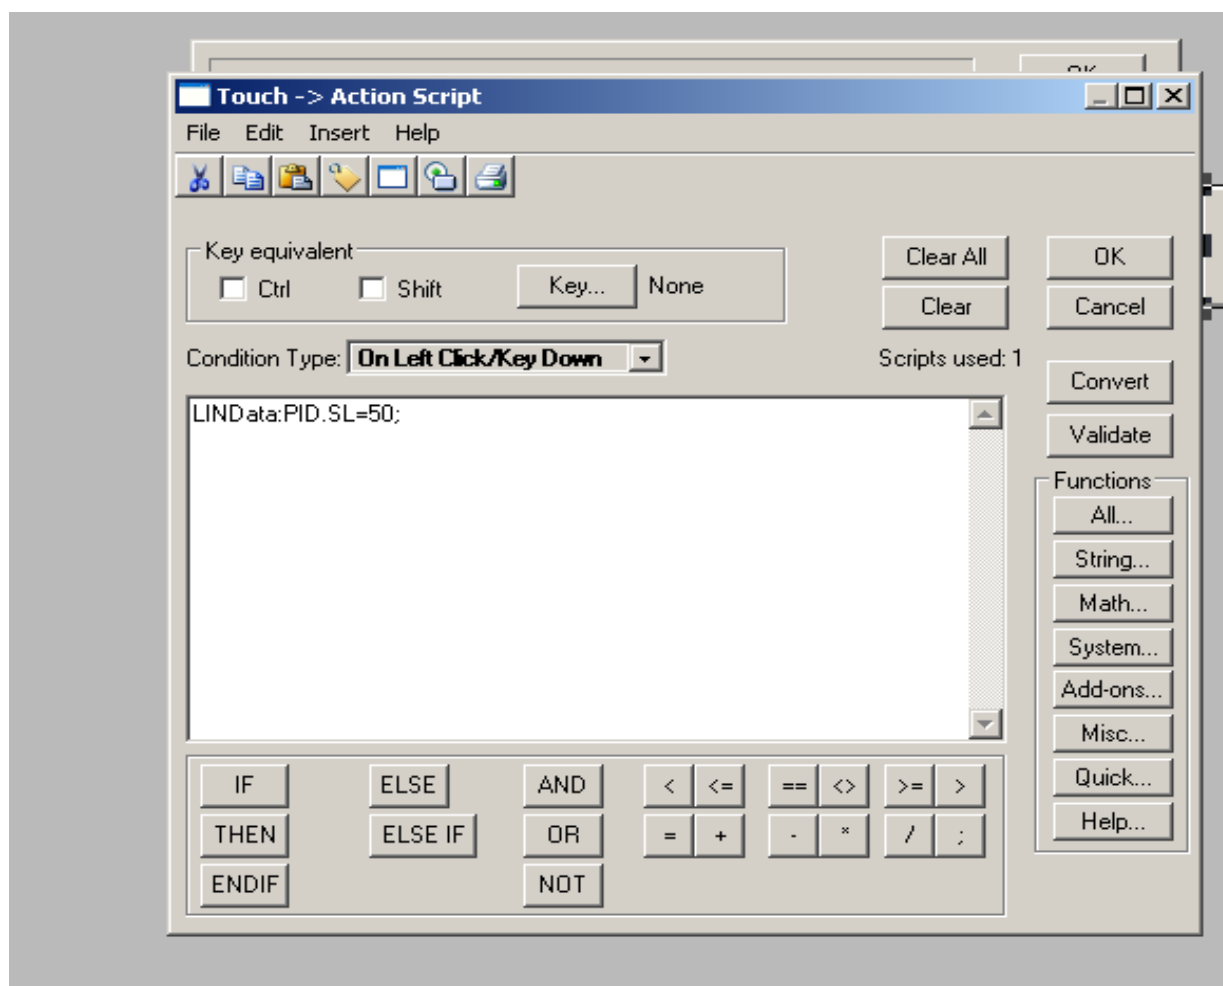 Touch -> Action Script
File Edit Insert Help
Key equivalent
Ctrl Shift Key... None
Clear All
OK
Clear
Cancel
Condition Type: On Left Click/Key Down
Scripts used: 1
Convert
LINData:PID.SL=50;
Validate
Functions
All...
String...
Math...
System...
Add-ons...
Misc...
Quick...
Help...
IF ELSE AND < <= == <> >= >
THEN ELSE IF OR = + - * / ;
ENDIF NOT